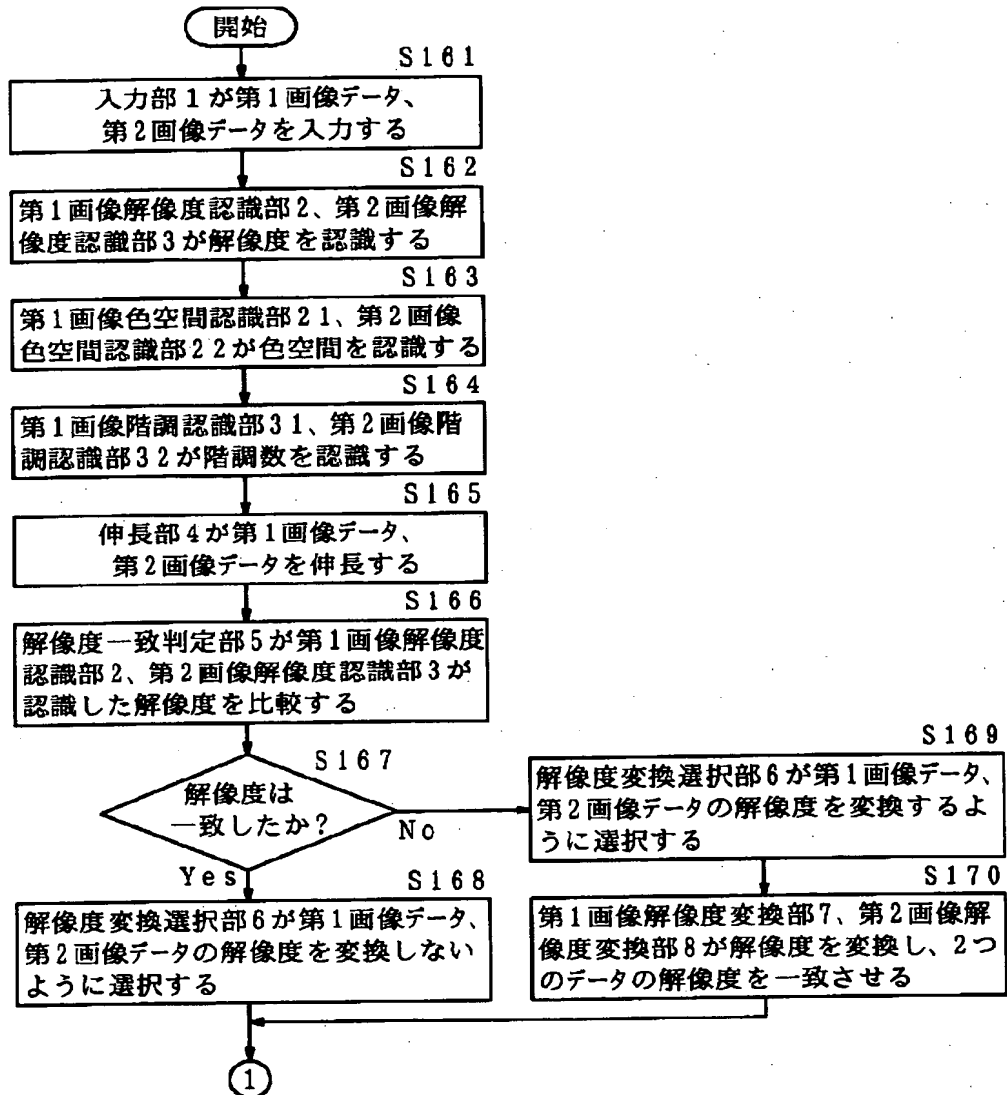 開始
S161
入力部1が第1画像データ、
第2画像データを入力する
S162
第1画像解像度認識部2、第2画像解
像度認識部3が解像度を認識する
S163
第1画像色空間認識部21、第2画像
色空間認識部22が色空間を認識する
S164
第1画像階調認識部31、第2画像階
調認識部32が階調数を認識する
S165
伸長部4が第1画像データ、
第2画像データを伸長する
S166
解像度一致判定部5が第1画像解像度
認識部2、第2画像解像度認識部3が
認識した解像度を比較する
S167
解像度は
一致したか?
No
Yes
S168
解像度変換選択部6が第1画像データ、
第2画像データの解像度を変換しない
ように選択する
S169
解像度変換選択部6が第1画像データ、
第2画像データの解像度を変換するよ
うに選択する
S170
第1画像解像度変換部7、第2画像解
像度変換部8が解像度を変換し、2つ
のデータの解像度を一致させる
1